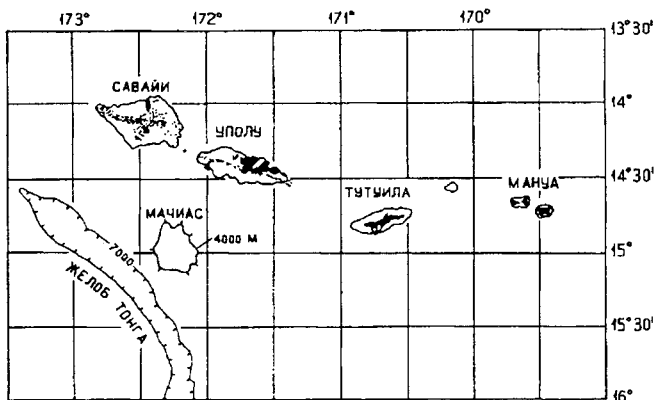 173° 172° 171° 170°
13°30'
САВАЙИ
14°
УПОЛУ
14°30'
ТУТУИЛА
МАНУА
МАЧИАС
4000 М
15°
7000
ЖЕЛОБ ТОНГА
15°30'
16°